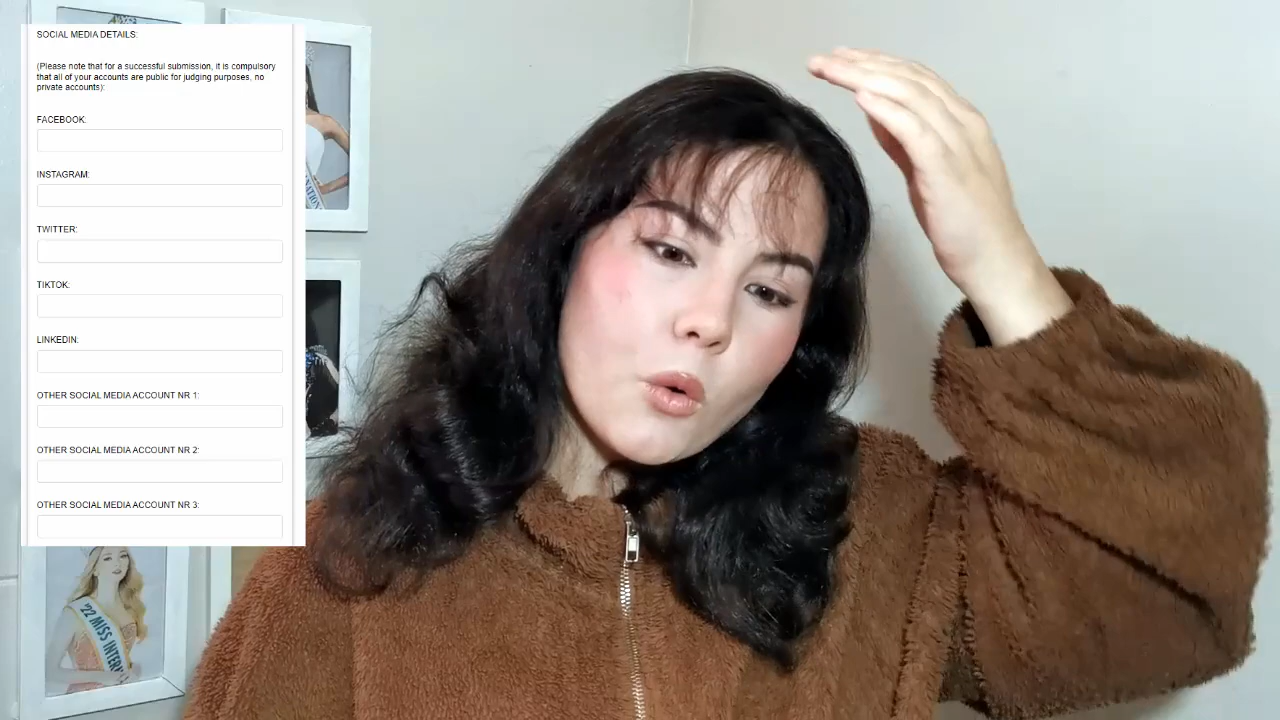 SOCIAL MEDIA DETAILS:
(Please note that for a successful submission, it is compulsory
that all of your accounts are public for judging purposes, no
private accounts):
FACEBOOK:
INSTAGRAM:
TWITTER:
TIKTOK:
LINKEDIN:
OTHER SOCIAL MEDIA ACCOUNT NR 1:
OTHER SOCIAL MEDIA ACCOUNT NR 2:
OTHER SOCIAL MEDIA ACCOUNT NR 3:
'22 MISS